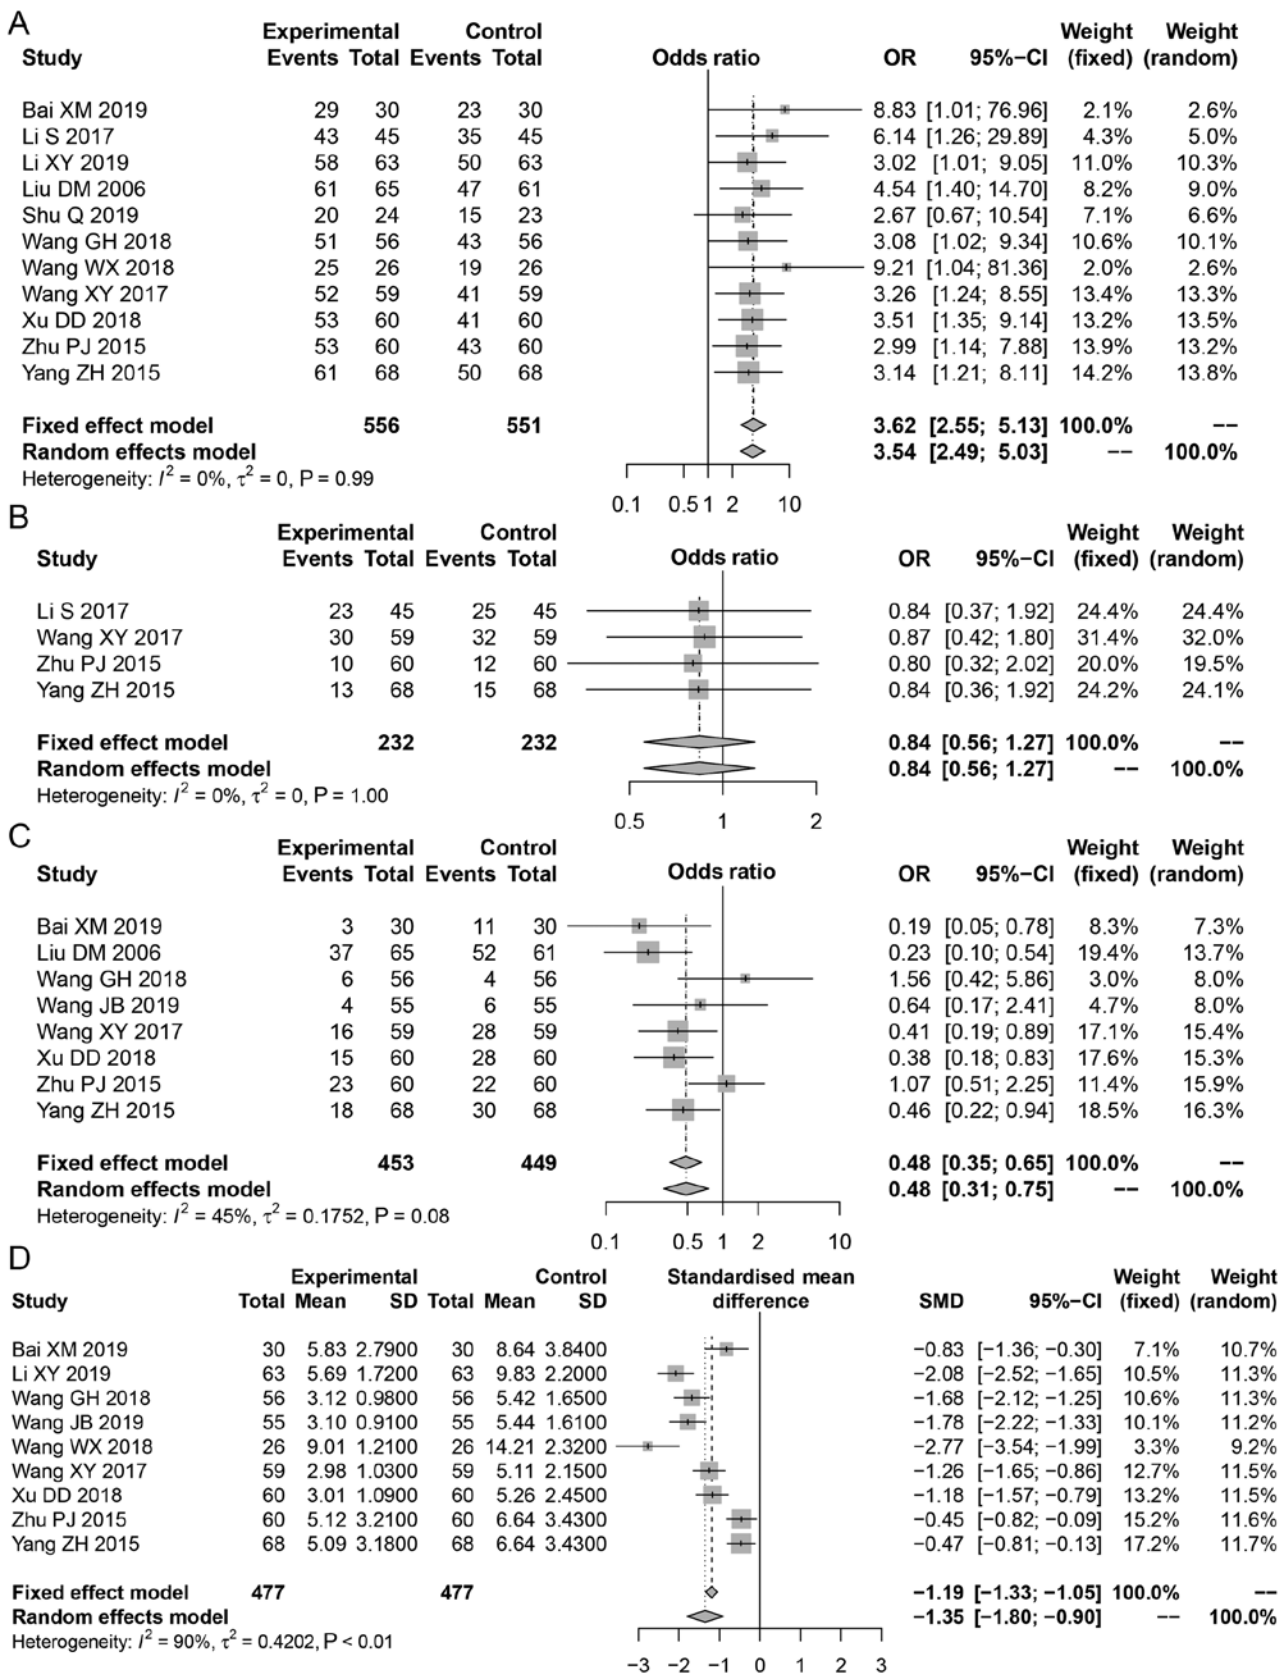 A
Experimental Control Weight Weight
Study Events Total Events Total Odds ratio OR 95%−CI (fixed) (random)
Bai XM 2019 29 30 23 30 8.83 [1.01; 76.96] 2.1% 2.6%
Li S 2017 43 45 35 45 6.14 [1.26; 29.89] 4.3% 5.0%
Li XY 2019 58 63 50 63 3.02 [1.01; 9.05] 11.0% 10.3%
Liu DM 2006 61 65 47 61 4.54 [1.40; 14.70] 8.2% 9.0%
Shu Q 2019 20 24 15 23 2.67 [0.67; 10.54] 7.1% 6.6%
Wang GH 2018 51 56 43 56 3.08 [1.02; 9.34] 10.6% 10.1%
Wang WX 2018 25 26 19 26 9.21 [1.04; 81.36] 2.0% 2.6%
Wang XY 2017 52 59 41 59 3.26 [1.24; 8.55] 13.4% 13.3%
Xu DD 2018 53 60 41 60 3.51 [1.35; 9.14] 13.2% 13.5%
Zhu PJ 2015 53 60 43 60 2.99 [1.14; 7.88] 13.9% 13.2%
Yang ZH 2015 61 68 50 68 3.14 [1.21; 8.11] 14.2% 13.8%
Fixed effect model 556 551 3.62 [2.55; 5.13] 100.0% −−
Random effects model 3.54 [2.49; 5.03] −− 100.0%
Heterogeneity: I² = 0%, τ² = 0, P = 0.99
0.1 0.5 1 2 10
B
Experimental Control Weight Weight
Study Events Total Events Total Odds ratio OR 95%−CI (fixed) (random)
Li S 2017 23 45 25 45 0.84 [0.37; 1.92] 24.4% 24.4%
Wang XY 2017 30 59 32 59 0.87 [0.42; 1.80] 31.4% 32.0%
Zhu PJ 2015 10 60 12 60 0.80 [0.32; 2.02] 20.0% 19.5%
Yang ZH 2015 13 68 15 68 0.84 [0.36; 1.92] 24.2% 24.1%
Fixed effect model 232 232 0.84 [0.56; 1.27] 100.0% −−
Random effects model 0.84 [0.56; 1.27] −− 100.0%
Heterogeneity: I² = 0%, τ² = 0, P = 1.00
0.5 1 2
C
Experimental Control Weight Weight
Study Events Total Events Total Odds ratio OR 95%−CI (fixed) (random)
Bai XM 2019 3 30 11 30 0.19 [0.05; 0.78] 8.3% 7.3%
Liu DM 2006 37 65 52 61 0.23 [0.10; 0.54] 19.4% 13.7%
Wang GH 2018 6 56 4 56 1.56 [0.42; 5.86] 3.0% 8.0%
Wang JB 2019 4 55 6 55 0.64 [0.17; 2.41] 4.7% 8.0%
Wang XY 2017 16 59 28 59 0.41 [0.19; 0.89] 17.1% 15.4%
Xu DD 2018 15 60 28 60 0.38 [0.18; 0.83] 17.6% 15.3%
Zhu PJ 2015 23 60 22 60 1.07 [0.51; 2.25] 11.4% 15.9%
Yang ZH 2015 18 68 30 68 0.46 [0.22; 0.94] 18.5% 16.3%
Fixed effect model 453 449 0.48 [0.35; 0.65] 100.0% −−
Random effects model 0.48 [0.31; 0.75] −− 100.0%
Heterogeneity: I² = 45%, τ² = 0.1752, P = 0.08
0.1 0.5 1 2 10
D
Experimental Control Standardised mean Weight Weight
Study Total Mean SD Total Mean SD difference SMD 95%−CI (fixed) (random)
Bai XM 2019 30 5.83 2.7900 30 8.64 3.8400 −0.83 [−1.36; −0.30] 7.1% 10.7%
Li XY 2019 63 5.69 1.7200 63 9.83 2.2000 −2.08 [−2.52; −1.65] 10.5% 11.3%
Wang GH 2018 56 3.12 0.9800 56 5.42 1.6500 −1.68 [−2.12; −1.25] 10.6% 11.3%
Wang JB 2019 55 3.10 0.9100 55 5.44 1.6100 −1.78 [−2.22; −1.33] 10.1% 11.2%
Wang WX 2018 26 9.01 1.2100 26 14.21 2.3200 −2.77 [−3.54; −1.99] 3.3% 9.2%
Wang XY 2017 59 2.98 1.0300 59 5.11 2.1500 −1.26 [−1.65; −0.86] 12.7% 11.5%
Xu DD 2018 60 3.01 1.0900 60 5.26 2.4500 −1.18 [−1.57; −0.79] 13.2% 11.5%
Zhu PJ 2015 60 5.12 3.2100 60 6.64 3.4300 −0.45 [−0.82; −0.09] 15.2% 11.6%
Yang ZH 2015 68 5.09 3.1800 68 6.64 3.4300 −0.47 [−0.81; −0.13] 17.2% 11.7%
Fixed effect model 477 477 −1.19 [−1.33; −1.05] 100.0% −−
Random effects model −1.35 [−1.80; −0.90] −− 100.0%
Heterogeneity: I² = 90%, τ² = 0.4202, P < 0.01
−3 −2 −1 0 1 2 3